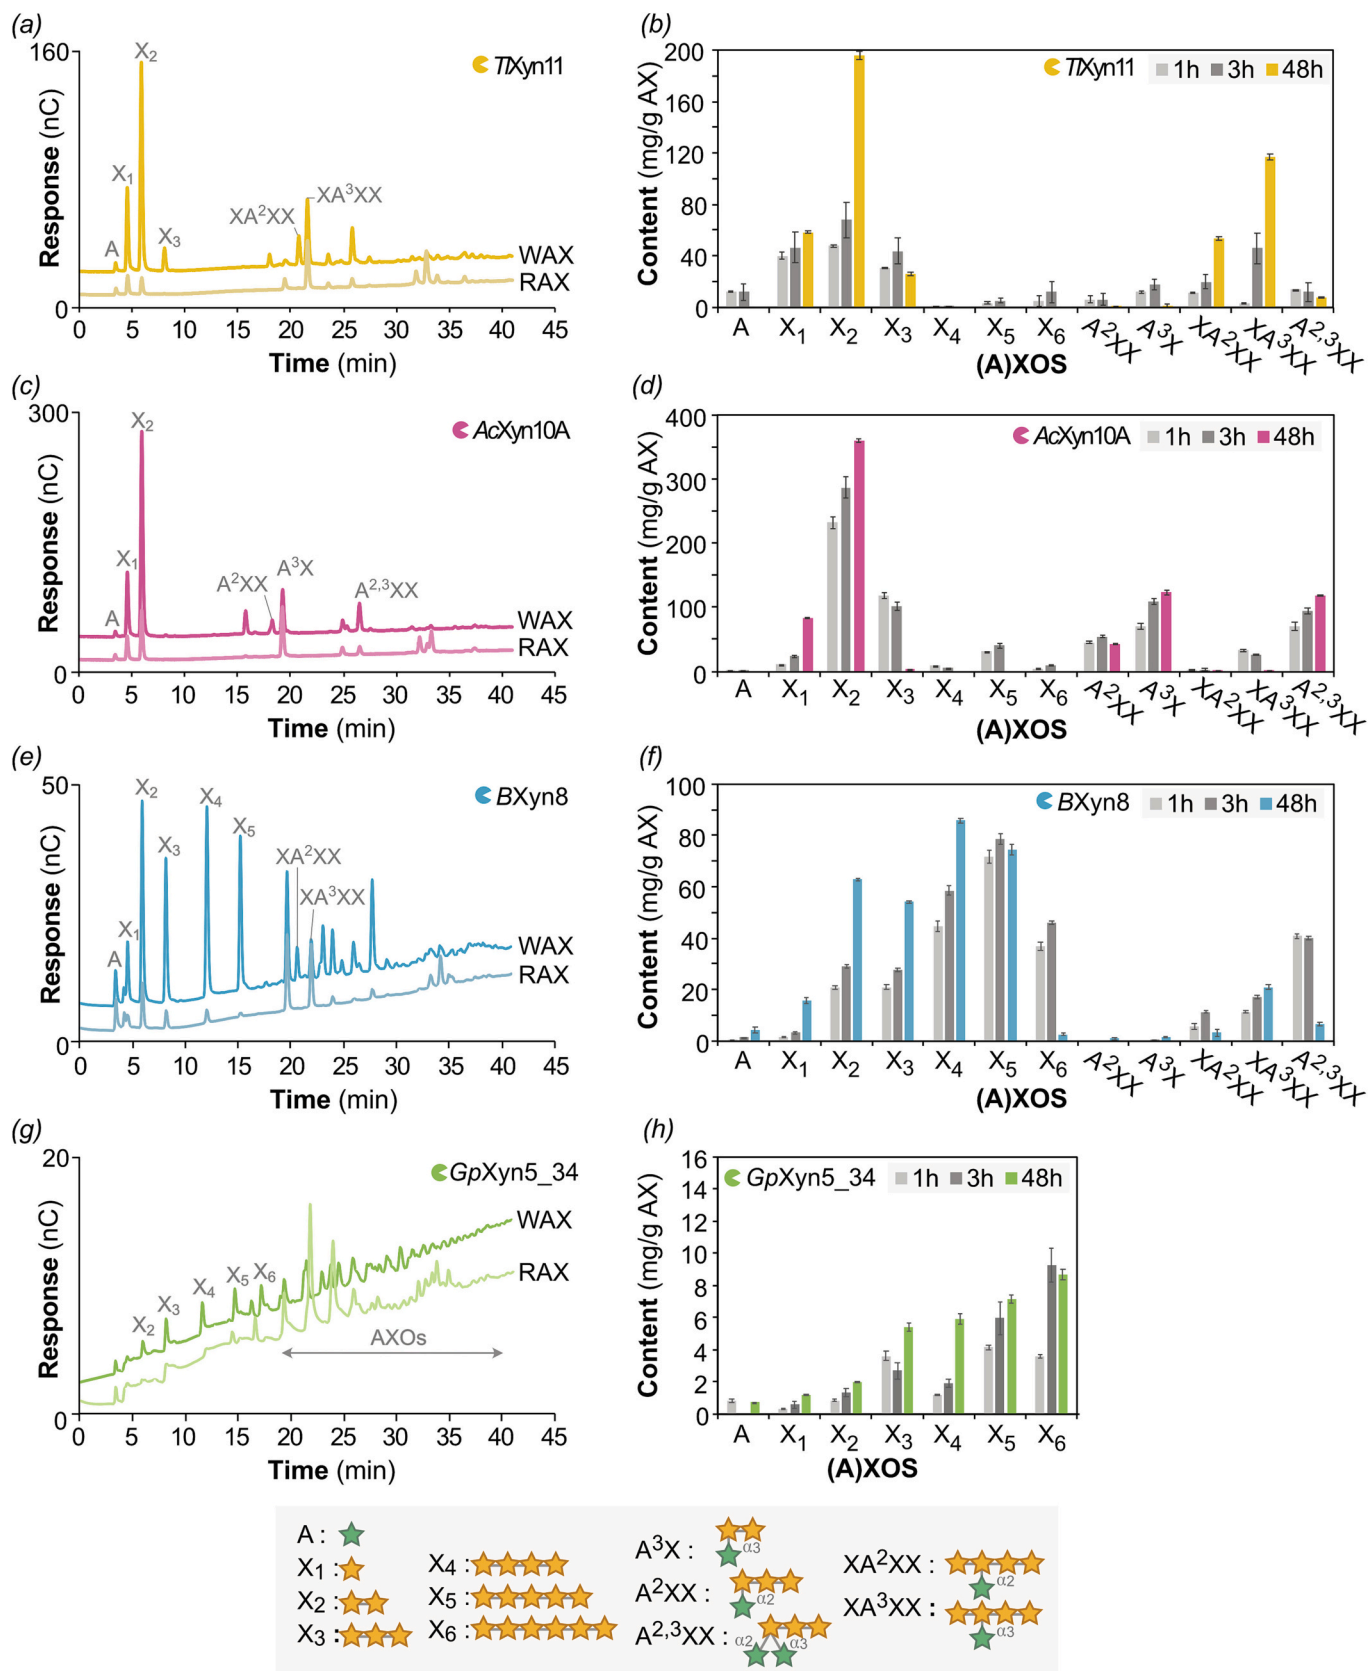 (a)
160
Response (nC)
0
X2
X1
A
X3
XA²XX
XA³XX
TlXyn11
WAX
RAX
0 5 10 15 20 25 30 35 40 45
Time (min)
(b)
Content (mg/g AX)
200
160
120
80
40
0
TlXyn11 1h 3h 48h
A X1 X2 X3 X4 X5 X6 A²XX A³X XA²XX XA³XX A²,³XX
(A)XOS
(c)
300
Response (nC)
0
X2
X1
A
A²XX
A³X
A²,³XX
AcXyn10A
WAX
RAX
0 5 10 15 20 25 30 35 40 45
Time (min)
(d)
Content (mg/g AX)
400
300
200
100
0
AcXyn10A 1h 3h 48h
A X1 X2 X3 X4 X5 X6 A²XX A³X XA²XX XA³XX A²,³XX
(A)XOS
(e)
50
Response (nC)
0
X2
X4
X3
X5
X1
A
XA²XX
XA³XX
BXyn8
WAX
RAX
0 5 10 15 20 25 30 35 40 45
Time (min)
(f)
Content (mg/g AX)
100
80
60
40
20
0
BXyn8 1h 3h 48h
A X1 X2 X3 X4 X5 X6 A²XX A³X XA²XX XA³XX A²,³XX
(A)XOS
(g)
20
Response (nC)
0
X2
X3
X4
X5
X6
GpXyn5_34
WAX
RAX
AXOs
0 5 10 15 20 25 30 35 40 45
Time (min)
(h)
Content (mg/g AX)
16
14
12
10
8
6
4
2
0
GpXyn5_34 1h 3h 48h
A X1 X2 X3 X4 X5 X6
(A)XOS
A :
X1 :
X2 :
X3 :
X4 :
X5 :
X6 :
A³X : α3
A²XX : α2
A²,³XX : α2 α3
XA²XX : α2
XA³XX : α3